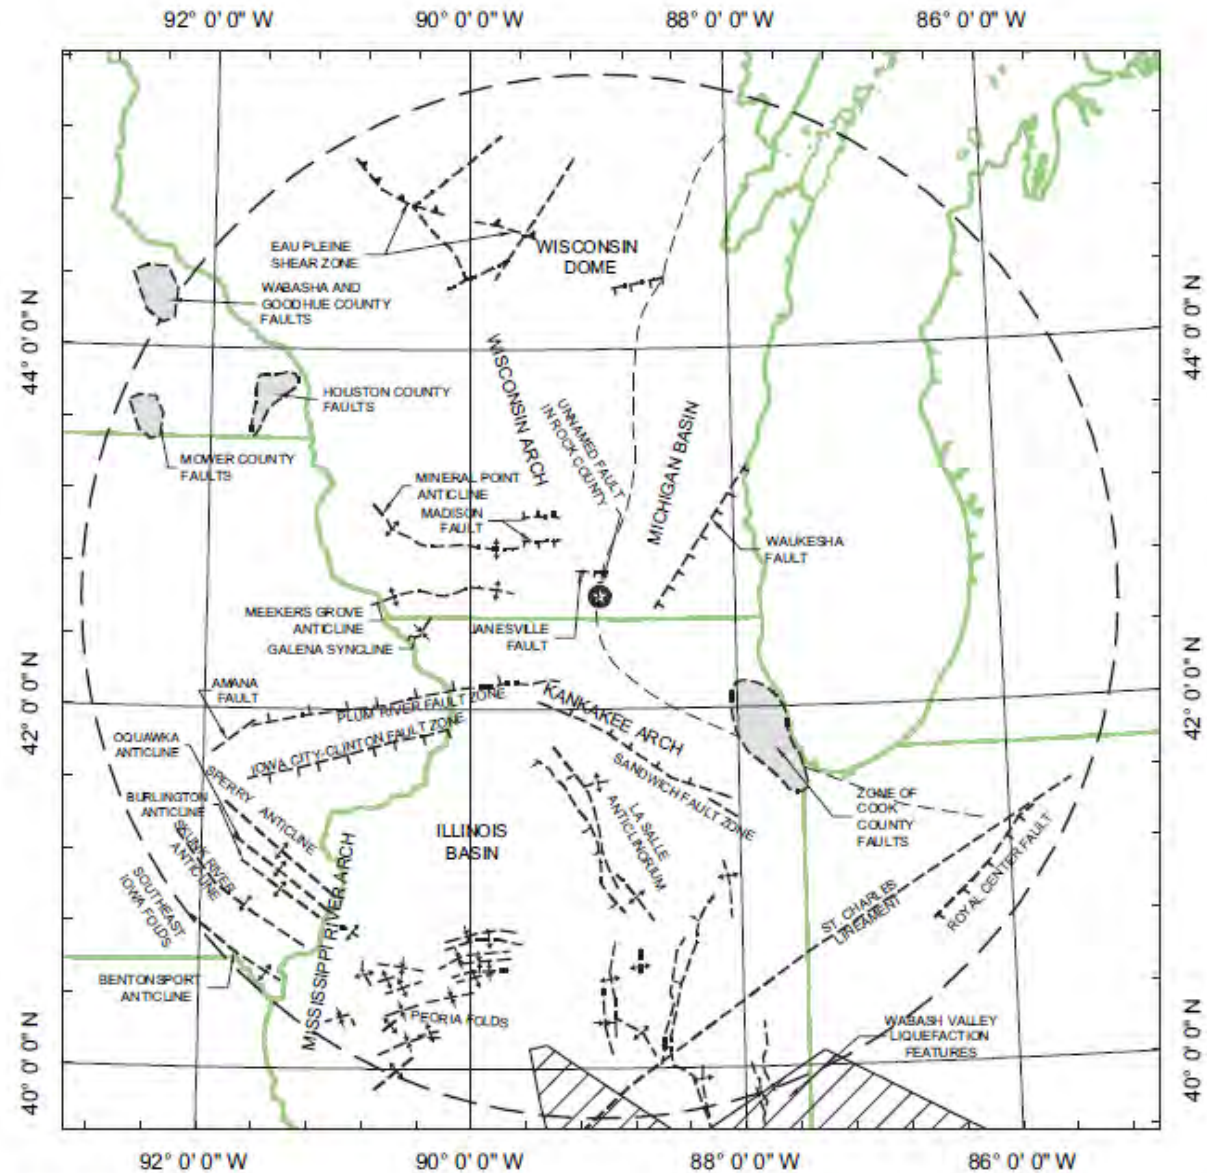 92° 0' 0" W
90° 0' 0" W
88° 0' 0" W
86° 0' 0" W
44° 0' 0" N
44° 0' 0" N
EAU PLEINE
SHEAR ZONE
WISCONSIN
DOME
WABASHA AND
GOODHUE COUNTY
FAULTS
WISCONSIN ARCH
HOUSTON COUNTY
FAULTS
UNNAMED FAULT
IN ROCK COUNTY
MICHIGAN BASIN
MOWER COUNTY
FAULTS
MINERAL POINT
ANTICLINE
MADISON
FAULT
WAUKESHA
FAULT
MEEKERS GROVE
ANTICLINE
GALENA SYNCLINE
JANESVILLE
FAULT
42° 0' 0" N
42° 0' 0" N
AMANA
FAULT
PLUM RIVER FAULT ZONE
KANKAKEE ARCH
OQUAWKA
ANTICLINE
IOWA CITY-CLINTON FAULT ZONE
SANDWICH FAULT ZONE
SPERRY ANTICLINE
BURLINGTON
ANTICLINE
SKUNK RIVER
ANTICLINE
ILLINOIS
BASIN
LA SALLE
ANTICLINORIUM
ZONE OF
COOK
COUNTY
FAULTS
SOUTHEAST
IOWA FOLDS
MISSISSIPPI RIVER ARCH
ST. CHARLES
LINEAMENT
ROYAL CENTER FAULT
BENTONSPORT
ANTICLINE
PEORIA FOLDS
WABASH VALLEY
LIQUEFACTION
FEATURES
40° 0' 0" N
40° 0' 0" N
92° 0' 0" W
90° 0' 0" W
88° 0' 0" W
86° 0' 0" W